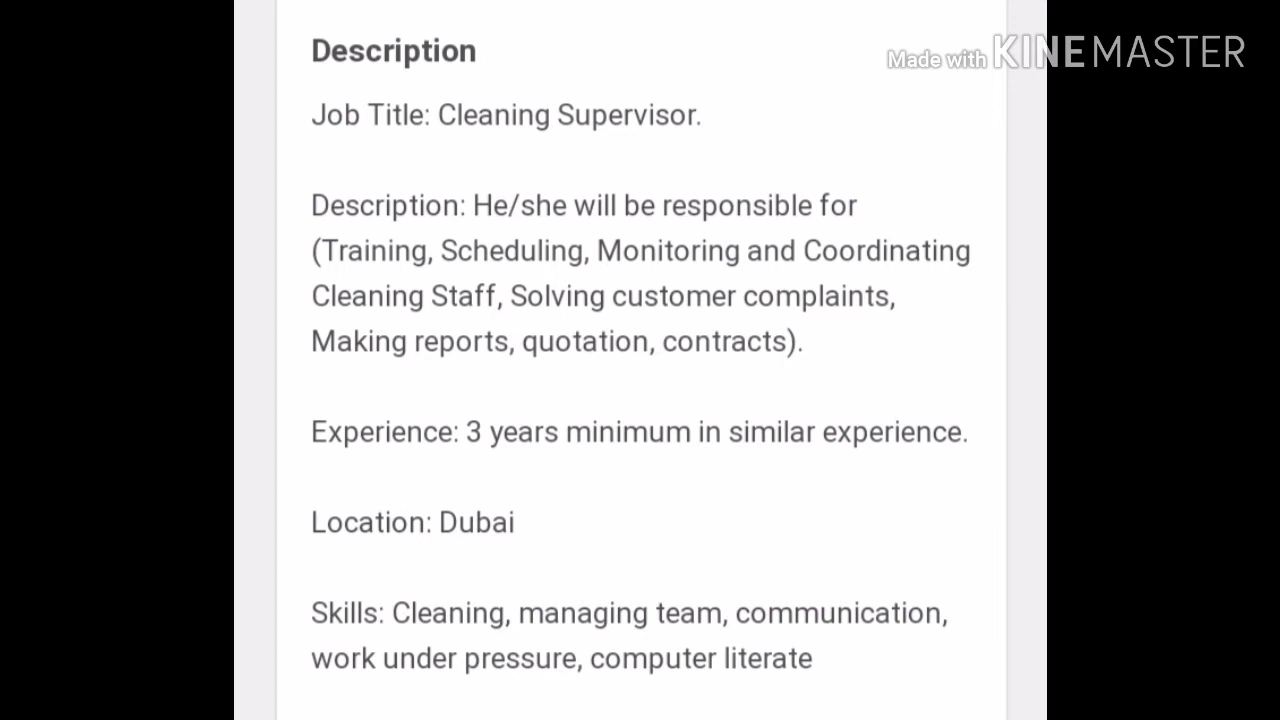 Description
Made with KINEMASTER
Job Title: Cleaning Supervisor.
Description: He/she will be responsible for
(Training, Scheduling, Monitoring and Coordinating
Cleaning Staff, Solving customer complaints,
Making reports, quotation, contracts).
Experience: 3 years minimum in similar experience.
Location: Dubai
Skills: Cleaning, managing team, communication,
work under pressure, computer literate